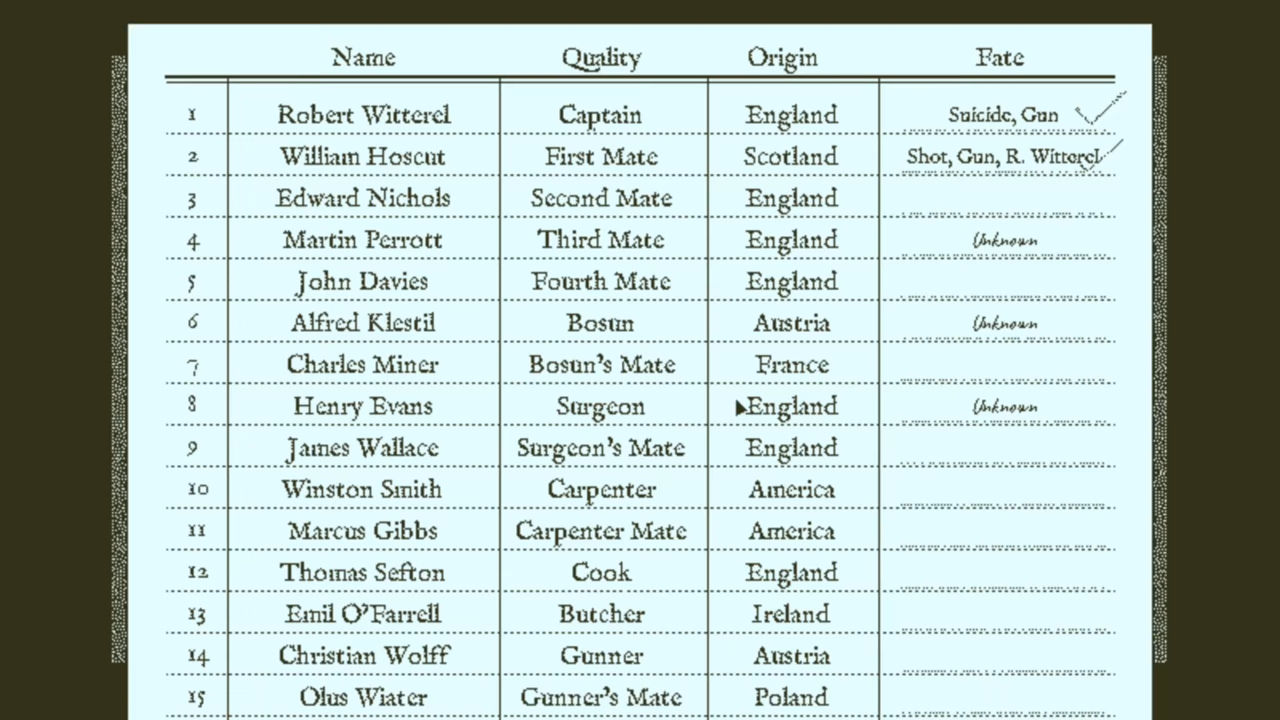 Name Quality Origin Fate
1 Robert Witterel Captain England Suicide, Gun
2 William Hoscut First Mate Scotland Shot, Gun, R. Witterel
3 Edward Nichols Second Mate England
4 Martin Perrott Third Mate England Unknown
5 John Davies Fourth Mate England
6 Alfred Klestil Bosun Austria Unknown
7 Charles Miner Bosun's Mate France
8 Henry Evans Surgeon England Unknown
9 James Wallace Surgeon's Mate England
10 Winston Smith Carpenter America
11 Marcus Gibbs Carpenter Mate America
12 Thomas Sefton Cook England
13 Emil O'Farrell Butcher Ireland
14 Christian Wolff Gunner Austria
15 Olus Wiater Gunner's Mate Poland